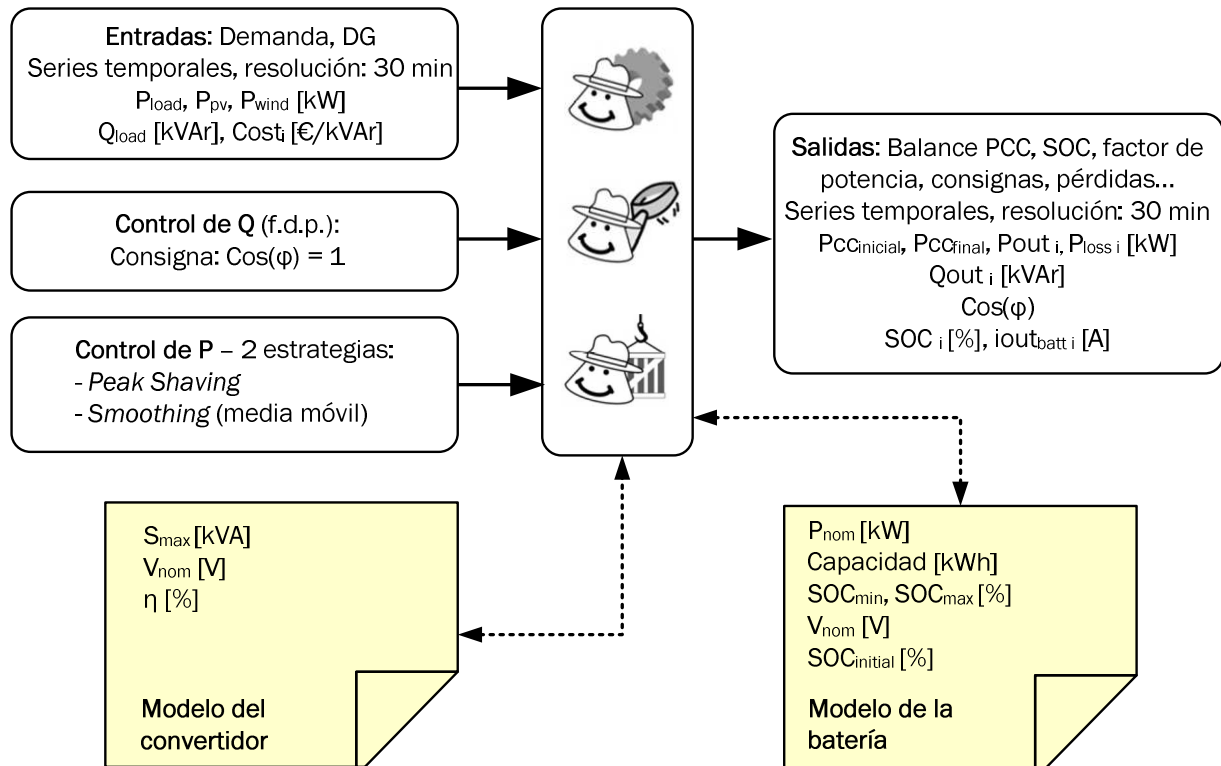 Entradas: Demanda, DG
Series temporales, resolución: 30 min
Pload, Ppv, Pwind [kW]
Qload [kVAr], Costi [€/kVAr]
Control de Q (f.d.p.):
Consigna: Cos(φ) = 1
Control de P – 2 estrategias:
- Peak Shaving
- Smoothing (media móvil)
Salidas: Balance PCC, SOC, factor de
potencia, consignas, pérdidas...
Series temporales, resolución: 30 min
Pccinicial, Pccfinal, Pout i, Ploss i [kW]
Qout i [kVAr]
Cos(φ)
SOC i [%], ioutbatt i [A]
Smax [kVA]
Vnom [V]
η [%]
Modelo del
convertidor
Pnom [kW]
Capacidad [kWh]
SOCmin, SOCmax [%]
Vnom [V]
SOCinitial [%]
Modelo de la
batería